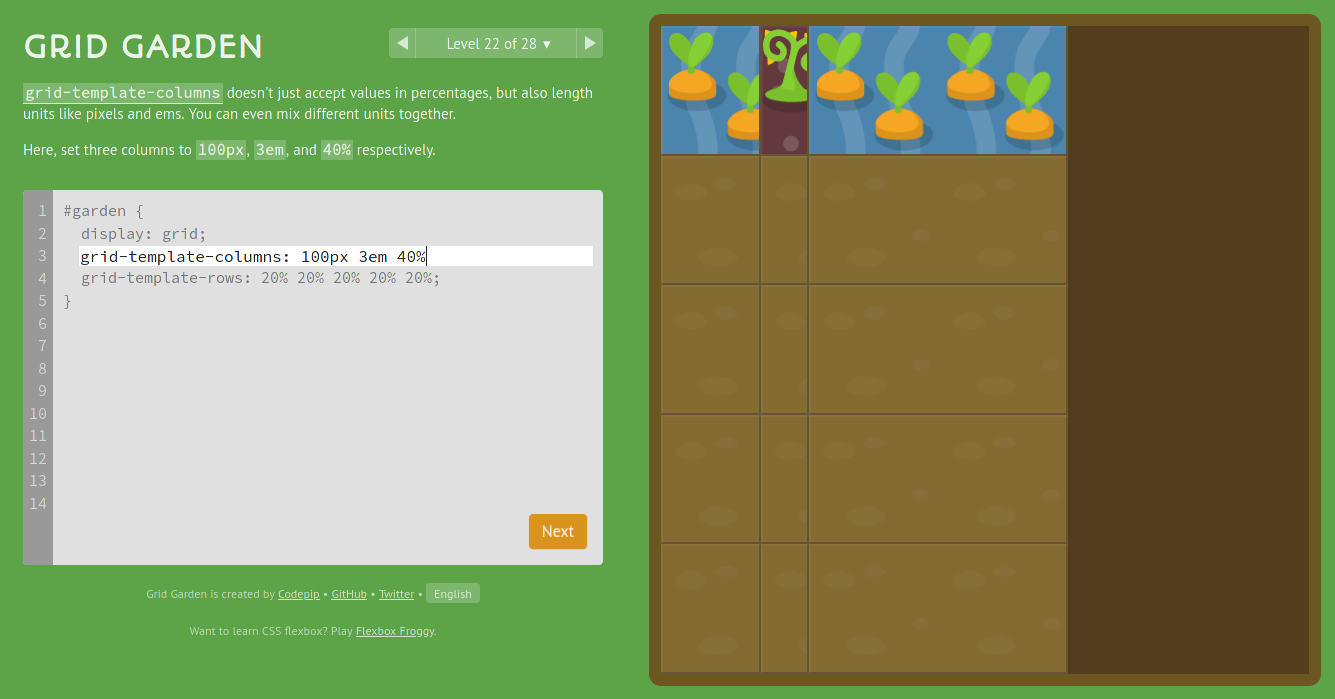 GRID GARDEN
◀ Level 22 of 28 ▾ ▶
grid-template-columns doesn't just accept values in percentages, but also length
units like pixels and ems. You can even mix different units together.
Here, set three columns to 100px, 3em, and 40% respectively.
1 #garden {
2 display: grid;
3 grid-template-columns: 100px 3em 40%
4 grid-template-rows: 20% 20% 20% 20% 20%;
5 }
6
7
8
9
10
11
12
13
14
Next
Grid Garden is created by Codepip • GitHub • Twitter • English
Want to learn CSS flexbox? Play Flexbox Froggy.